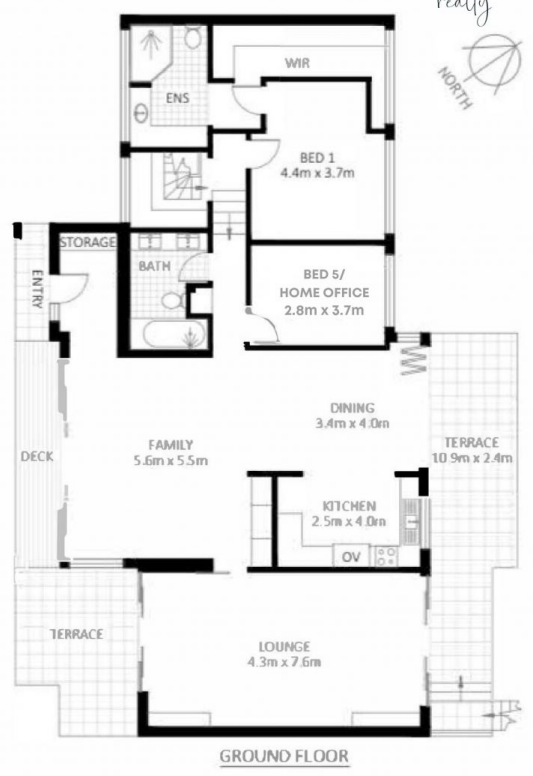 realty
NORTH
WIR
ENS
BED 1
4.4m x 3.7m
STORAGE
BATH
ENTRY
BED 5/
HOME OFFICE
2.8m x 3.7m
DINING
3.4m x 4.0m
FAMILY
5.6m x 5.5m
DECK
TERRACE
10.9m x 2.4m
KITCHEN
2.5m x 4.0m
OV
TERRACE
LOUNGE
4.3m x 7.6m
GROUND FLOOR